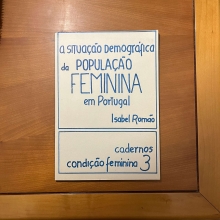 a situação demográfica
da POPULAÇÃO
FEMININA
em Portugal
Isabel Romão
cadernos
condição feminina 3